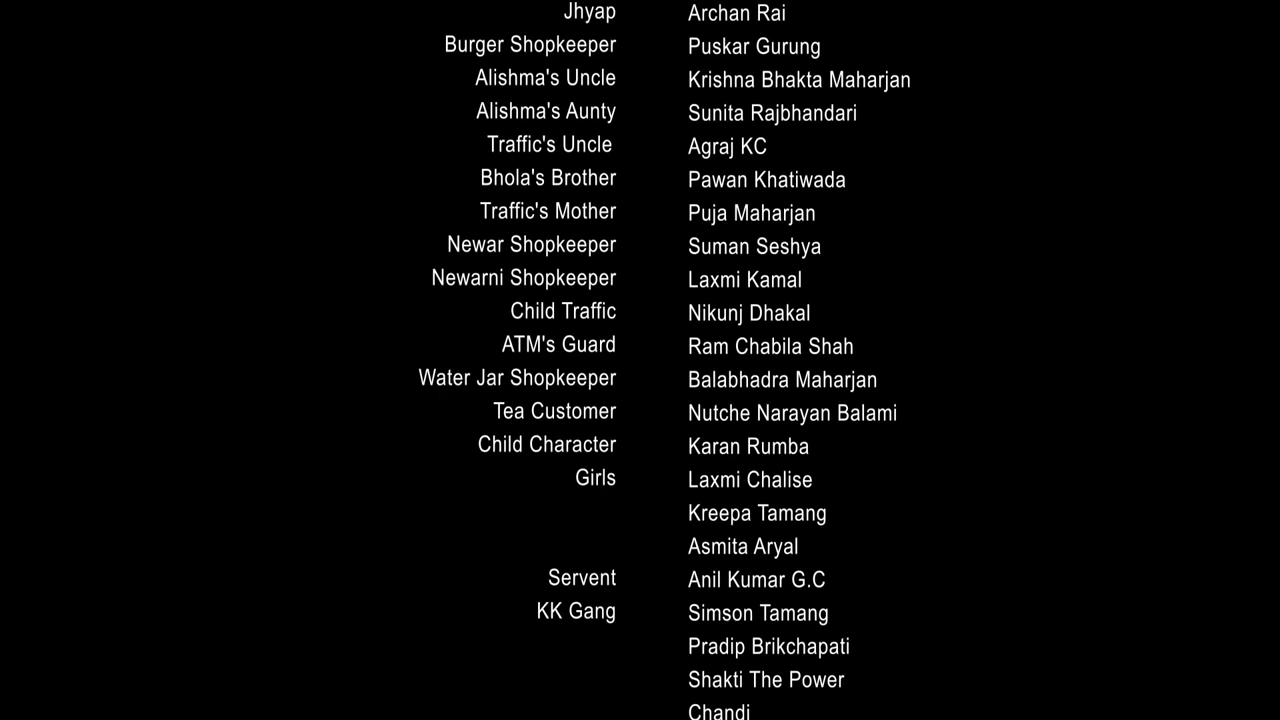 Jhyap Archan Rai
Burger Shopkeeper Puskar Gurung
Alishma's Uncle Krishna Bhakta Maharjan
Alishma's Aunty Sunita Rajbhandari
Traffic's Uncle Agraj KC
Bhola's Brother Pawan Khatiwada
Traffic's Mother Puja Maharjan
Newar Shopkeeper Suman Seshya
Newarni Shopkeeper Laxmi Kamal
Child Traffic Nikunj Dhakal
ATM's Guard Ram Chabila Shah
Water Jar Shopkeeper Balabhadra Maharjan
Tea Customer Nutche Narayan Balami
Child Character Karan Rumba
Girls Laxmi Chalise
Kreepa Tamang
Asmita Aryal
Servent Anil Kumar G.C
KK Gang Simson Tamang
Pradip Brikchapati
Shakti The Power
Chandi